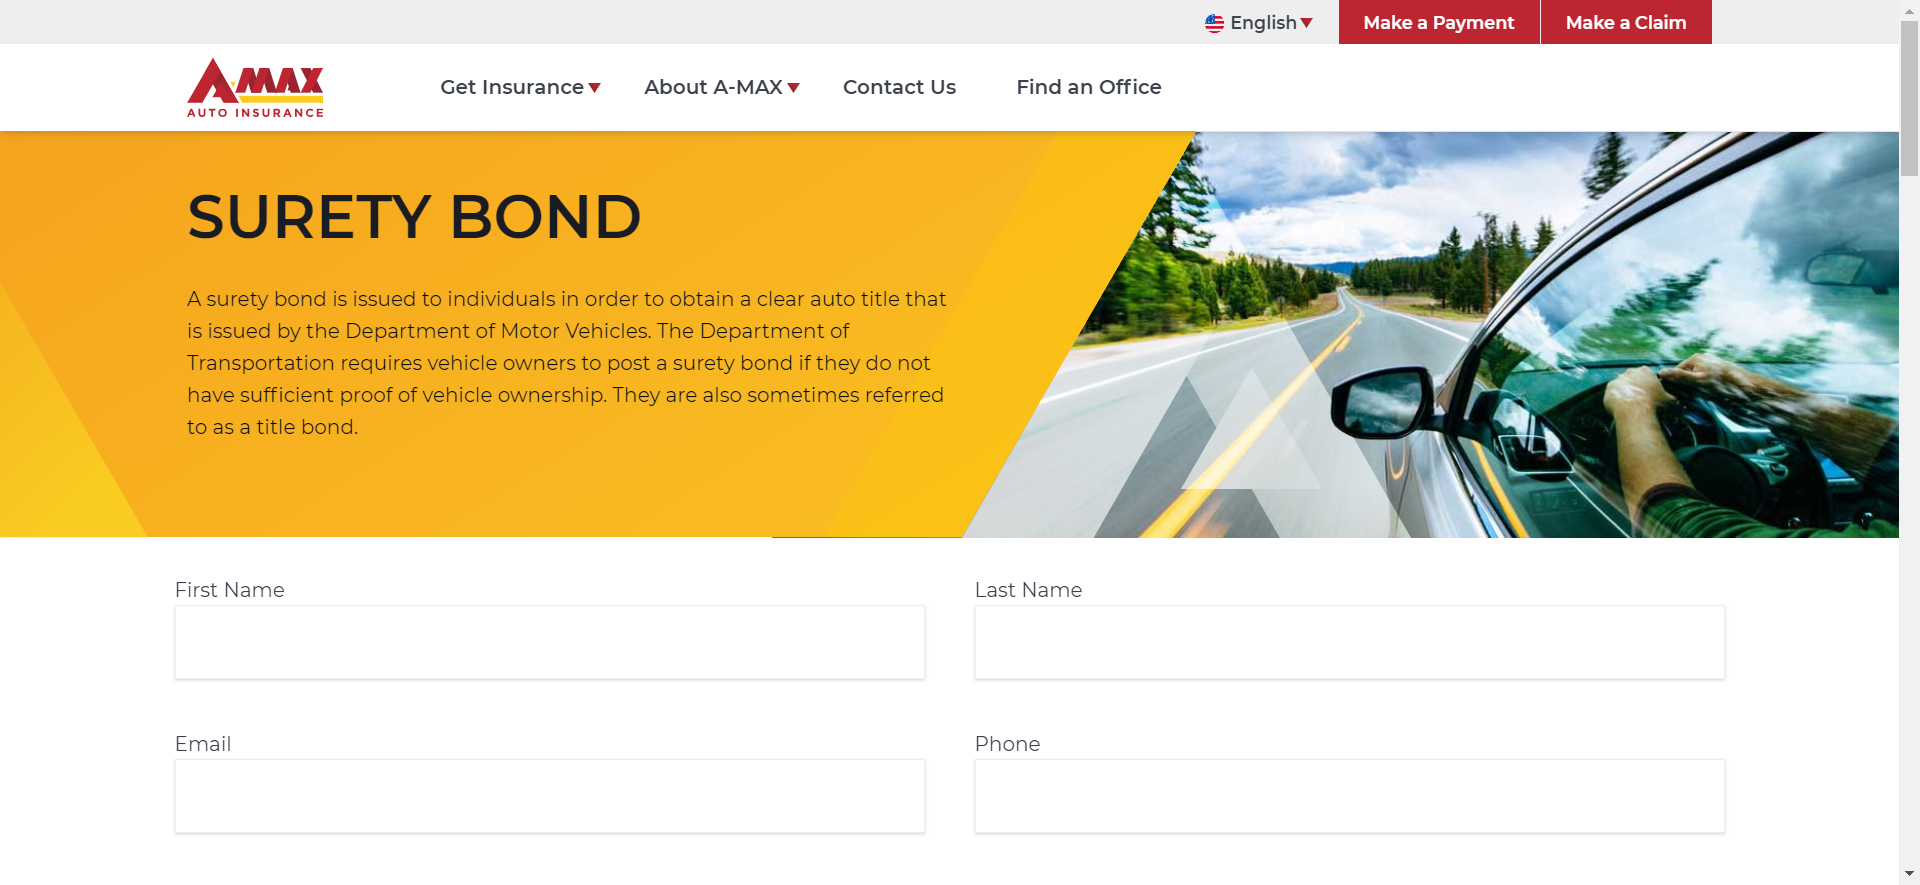 English
Make a Payment
Make a Claim
A-MAX
AUTO INSURANCE
Get Insurance
About A-MAX
Contact Us
Find an Office
SURETY BOND
A surety bond is issued to individuals in order to obtain a clear auto title that
is issued by the Department of Motor Vehicles. The Department of
Transportation requires vehicle owners to post a surety bond if they do not
have sufficient proof of vehicle ownership. They are also sometimes referred
to as a title bond.
First Name
Last Name
Email
Phone